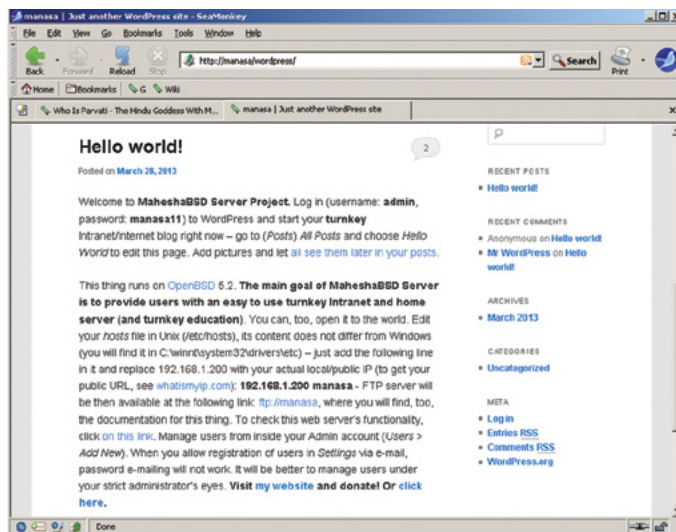 manasa | Just another WordPress site - SeaMonkey
File Edit View Go Bookmarks Tools Window Help
Back Forward Reload Stop http://manasa/wordpress/ Search Print
Home Bookmarks G Wiki
Who Is Parvati - The Hindu Goddess With M... manasa | Just another WordPress site
Hello world!
2
Posted on March 28, 2013
Welcome to MaheshaBSD Server Project. Log in (username: admin,
password: manasa11) to WordPress and start your turnkey
Intranet/Internet blog right now – go to (Posts) All Posts and choose Hello
World to edit this page. Add pictures and let all see them later in your posts.
This thing runs on OpenBSD 5.2. The main goal of MaheshaBSD Server
is to provide users with an easy to use turnkey Intranet and home
server (and turnkey education). You can, too, open it to the world. Edit
your hosts file in Unix (/etc/hosts), its content does not differ from Windows
(you will find it in C:\winnt\system32\drivers\etc) – just add the following line
in it and replace 192.168.1.200 with your actual local/public IP (to get your
public URL, see whatismyip.com): 192.168.1.200 manasa - FTP server will
be then available at the following link: ftp://manasa, where you will find, too,
the documentation for this thing. To check this web server's functionality,
click on this link. Manage users from inside your Admin account (Users >
Add New). When you allow registration of users in Settings via e-mail,
password e-mailing will not work. It will be better to manage users under
your strict administrator's eyes. Visit my website and donate! Or click
here.
RECENT POSTS
Hello world!
RECENT COMMENTS
Anonymous on Hello world!
Mr WordPress on Hello
world!
ARCHIVES
March 2013
CATEGORIES
Uncategorized
META
Log in
Entries RSS
Comments RSS
WordPress.org
Done